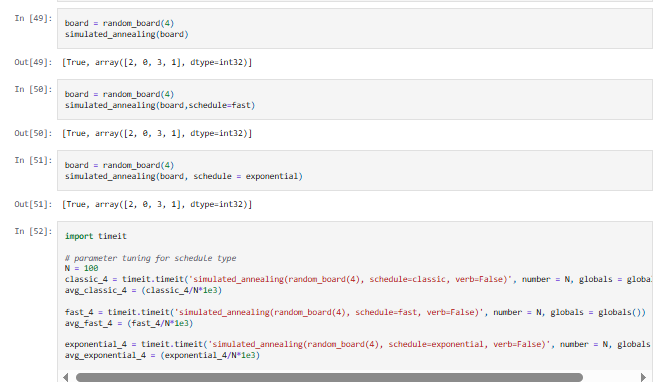 In [49]:
board = random_board(4)
simulated_annealing(board)
Out[49]: [True, array([2, 0, 3, 1], dtype=int32)]
In [50]:
board = random_board(4)
simulated_annealing(board,schedule=fast)
Out[50]: [True, array([2, 0, 3, 1], dtype=int32)]
In [51]:
board = random_board(4)
simulated_annealing(board, schedule = exponential)
Out[51]: [True, array([2, 0, 3, 1], dtype=int32)]
In [52]:
import timeit
# parameter tuning for schedule type
N = 100
classic_4 = timeit.timeit('simulated_annealing(random_board(4), schedule=classic, verb=False)', number = N, globals = globa
avg_classic_4 = (classic_4/N*1e3)
fast_4 = timeit.timeit('simulated_annealing(random_board(4), schedule=fast, verb=False)', number = N, globals = globals())
avg_fast_4 = (fast_4/N*1e3)
exponential_4 = timeit.timeit('simulated_annealing(random_board(4), schedule=exponential, verb=False)', number = N, globals
avg_exponential_4 = (exponential_4/N*1e3)